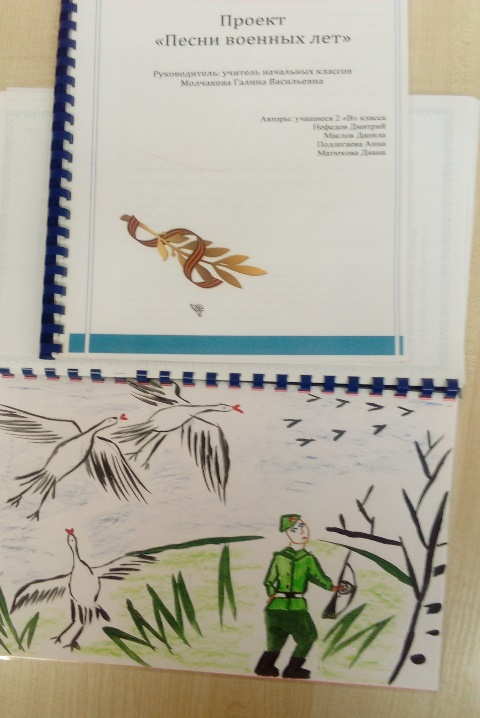 Проект
«Песни военных лет»
Руководитель: учитель начальных классов
Молчакова Галина Васильевна
Авторы: учащиеся 2 «В» класса
Нефедов Дмитрий
Маслов Данила
Подлегаева Анна
Матюхова Диана